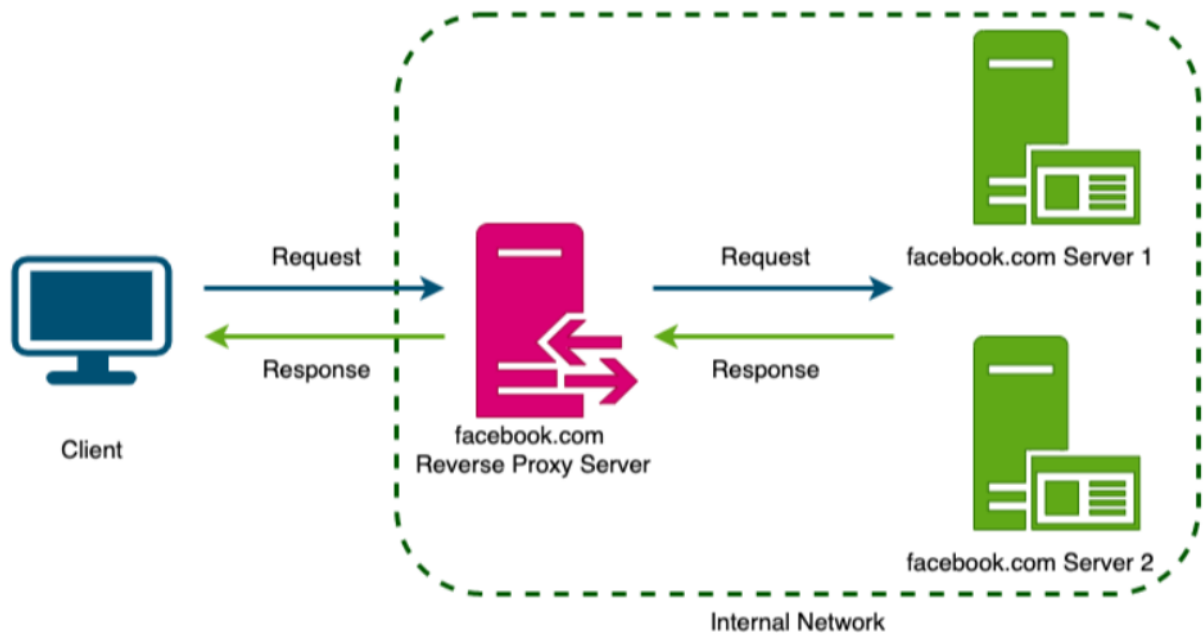 Request
Response
Client
facebook.com
Reverse Proxy Server
Request
Response
facebook.com Server 1
facebook.com Server 2
Internal Network